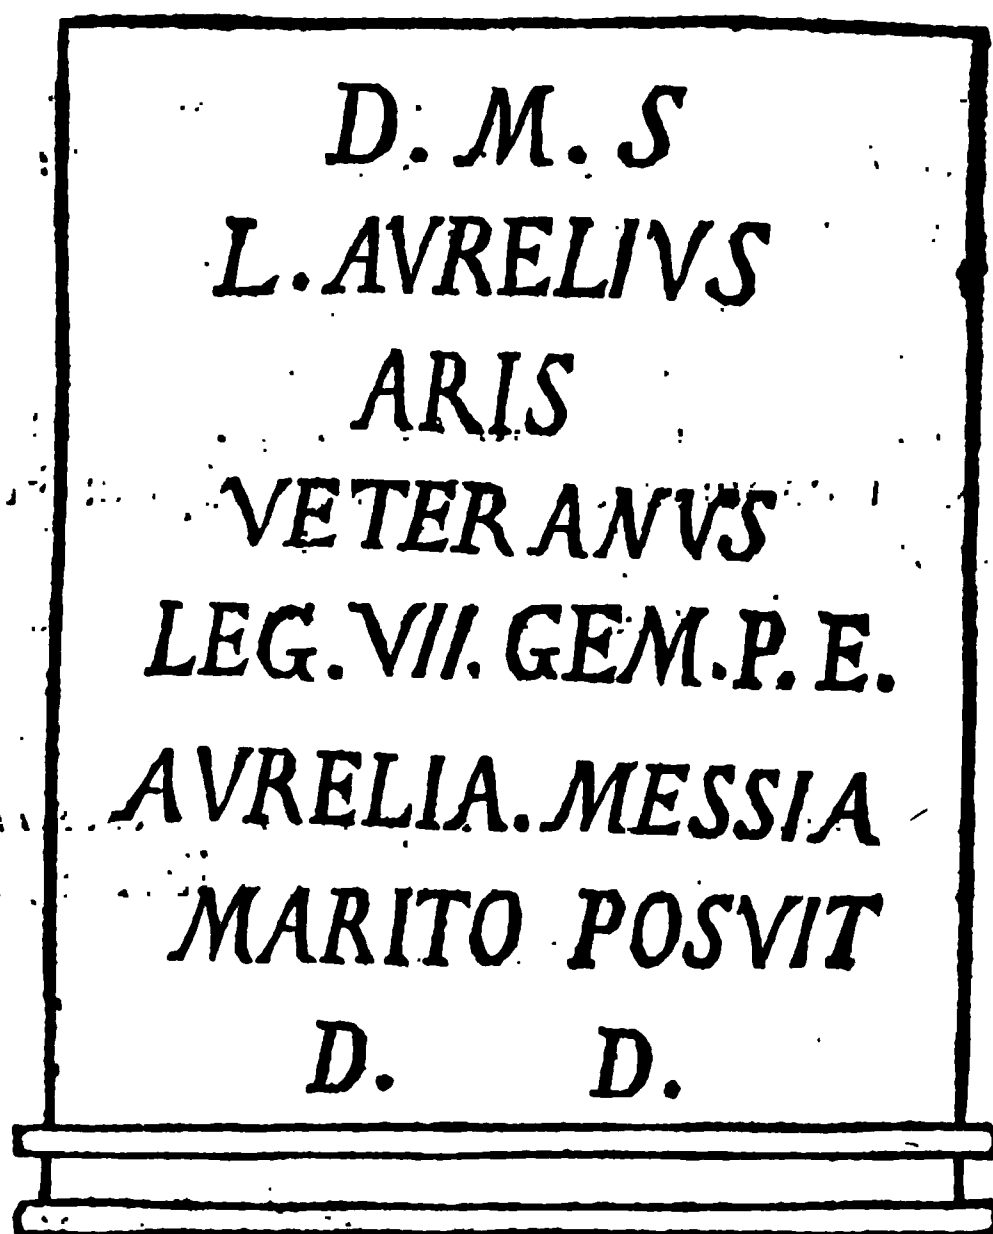 D. M. S
L. AVRELIVS
ARIS
VETERANVS
LEG. VII. GEM. P. E.
AVRELIA. MESSIA
MARITO POSVIT
D. D.